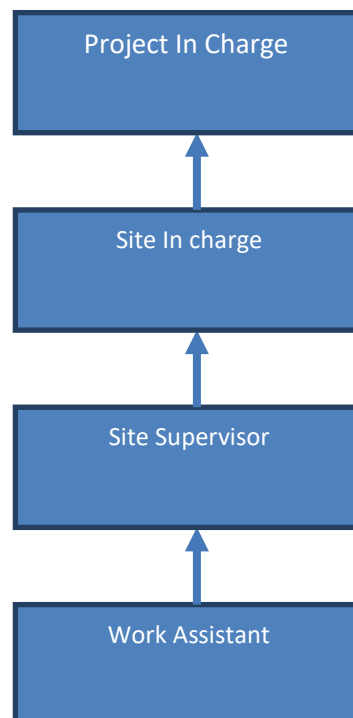 Project In Charge
Site In charge
Site Supervisor
Work Assistant